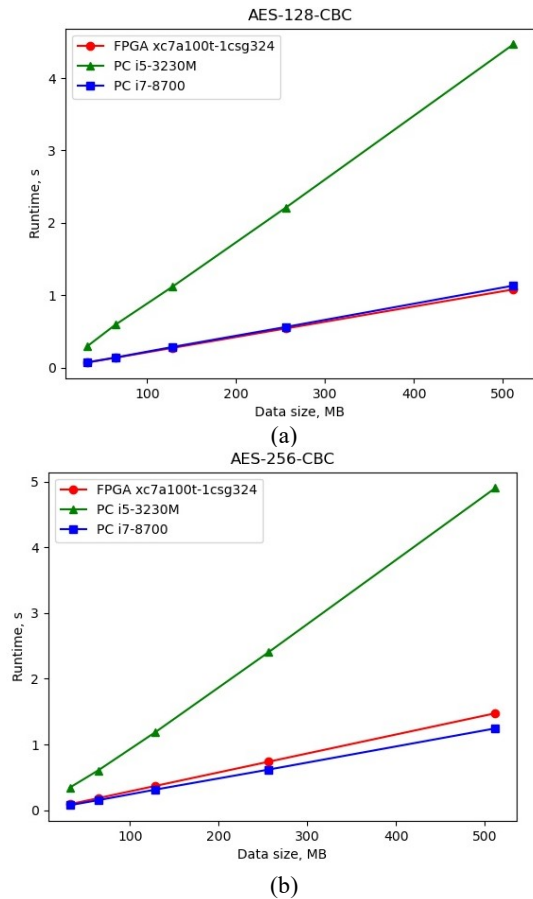 AES-128-CBC
FPGA xc7a100t-1csg324
PC i5-3230M
PC i7-8700
4
3
2
1
0
Runtime, s
100
200
300
400
500
Data size, MB
(a)
AES-256-CBC
FPGA xc7a100t-1csg324
PC i5-3230M
PC i7-8700
5
4
3
2
1
0
Runtime, s
100
200
300
400
500
Data size, MB
(b)